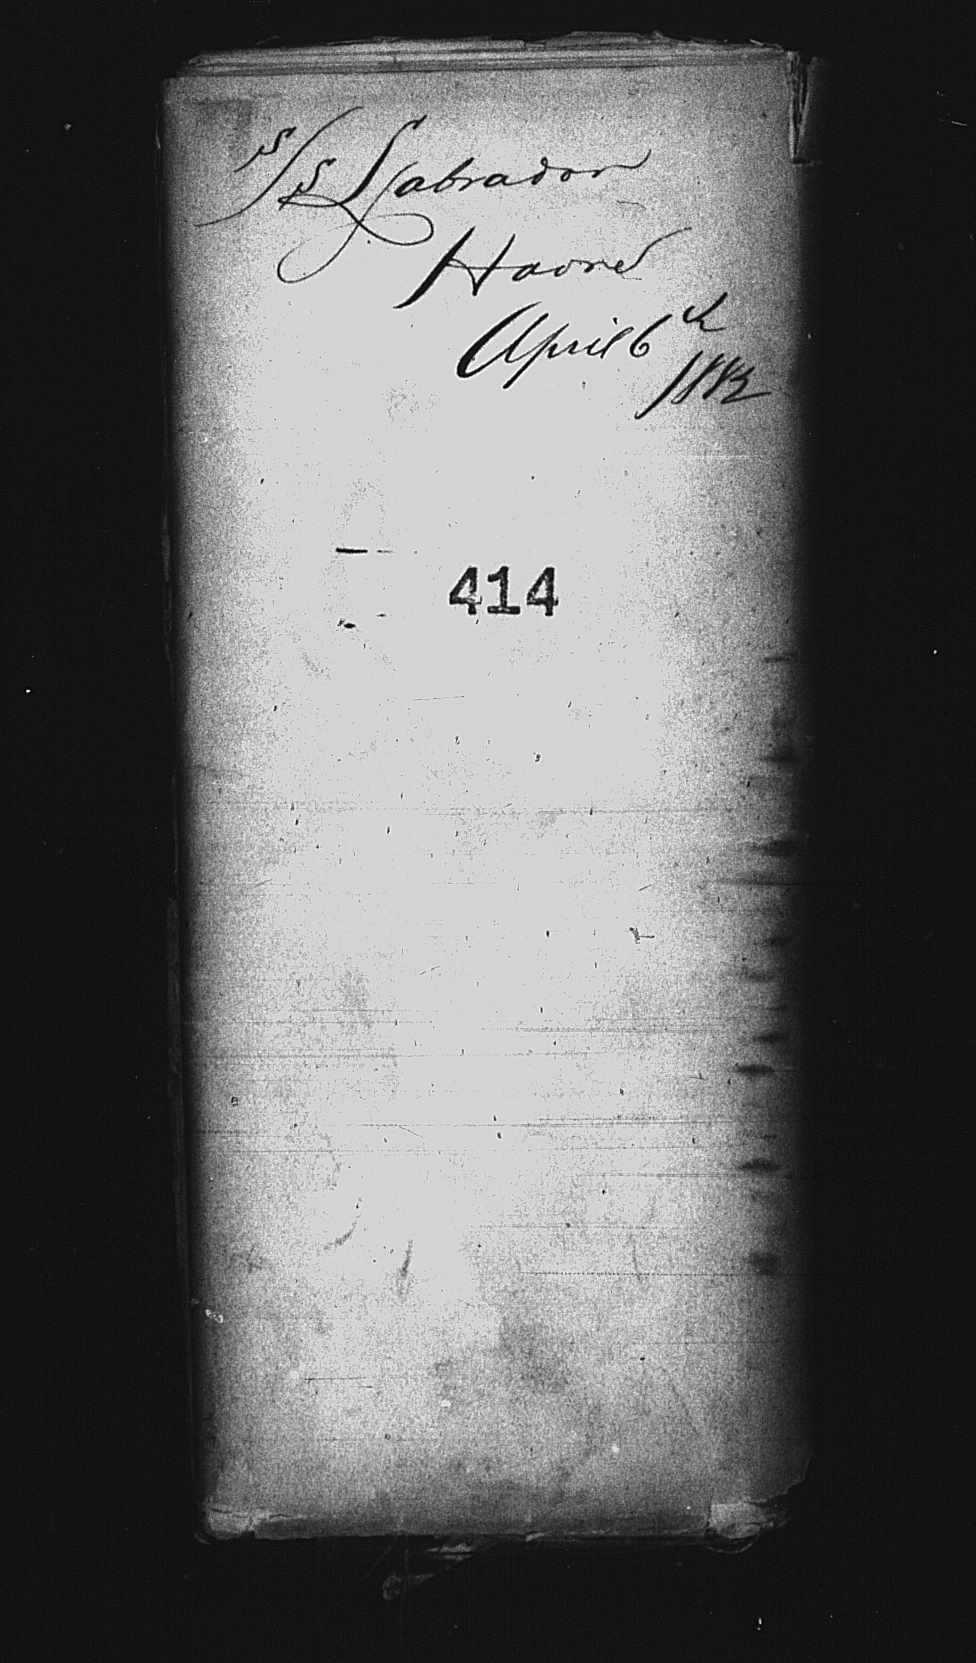 S/S Labrador
Havre
April 6th
1882
414